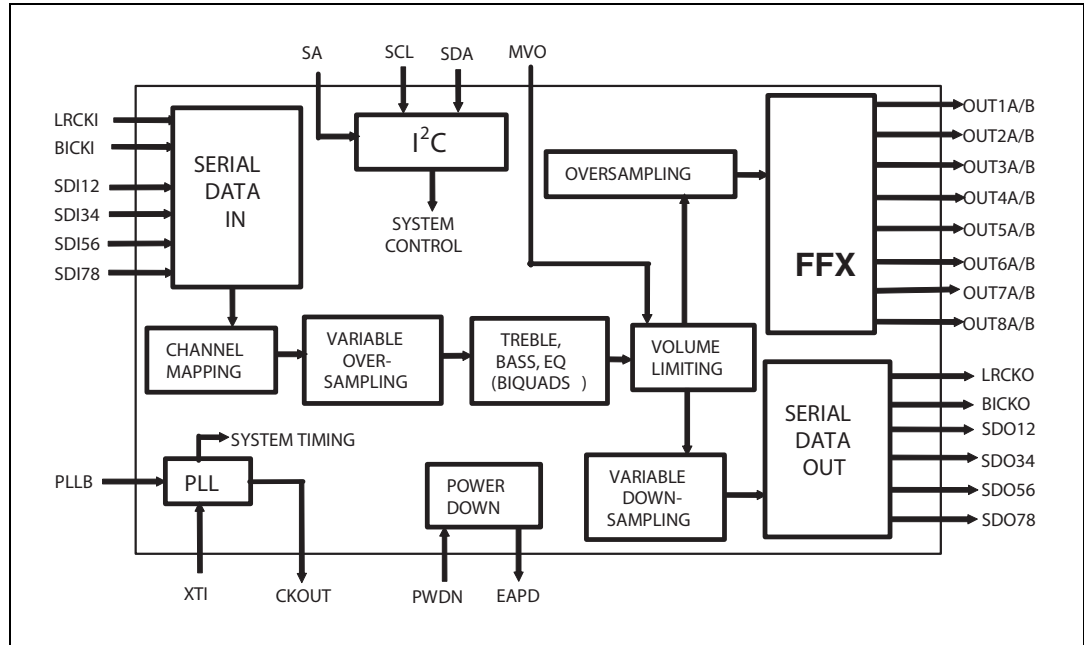 SA
SCL
SDA
MVO
LRCKI
BICKI
SDI12
SDI34
SDI56
SDI78
SERIAL
DATA
IN
I²C
SYSTEM
CONTROL
OVERSAMPLING
FFX
OUT1A/B
OUT2A/B
OUT3A/B
OUT4A/B
OUT5A/B
OUT6A/B
OUT7A/B
OUT8A/B
CHANNEL
MAPPING
VARIABLE
OVER-
SAMPLING
TREBLE,
BASS, EQ
(BIQUADS )
VOLUME
LIMITING
SERIAL
DATA
OUT
LRCKO
BICKO
SDO12
SDO34
SDO56
SDO78
SYSTEM TIMING
PLLB
PLL
POWER
DOWN
VARIABLE
DOWN-
SAMPLING
XTI
CKOUT
PWDN
EAPD